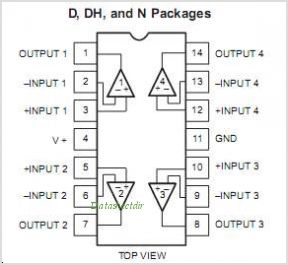 D, DH, and N Packages
OUTPUT 1 1 14 OUTPUT 4
–INPUT 1 2 13 –INPUT 4
1 4
– + – +
+INPUT 1 3 12 +INPUT 4
V + 4 11 GND
+INPUT 2 5 10 +INPUT 3
– + – +
2 3
–INPUT 2 6 9 –INPUT 3
OUTPUT 2 7 8 OUTPUT 3
TOP VIEW